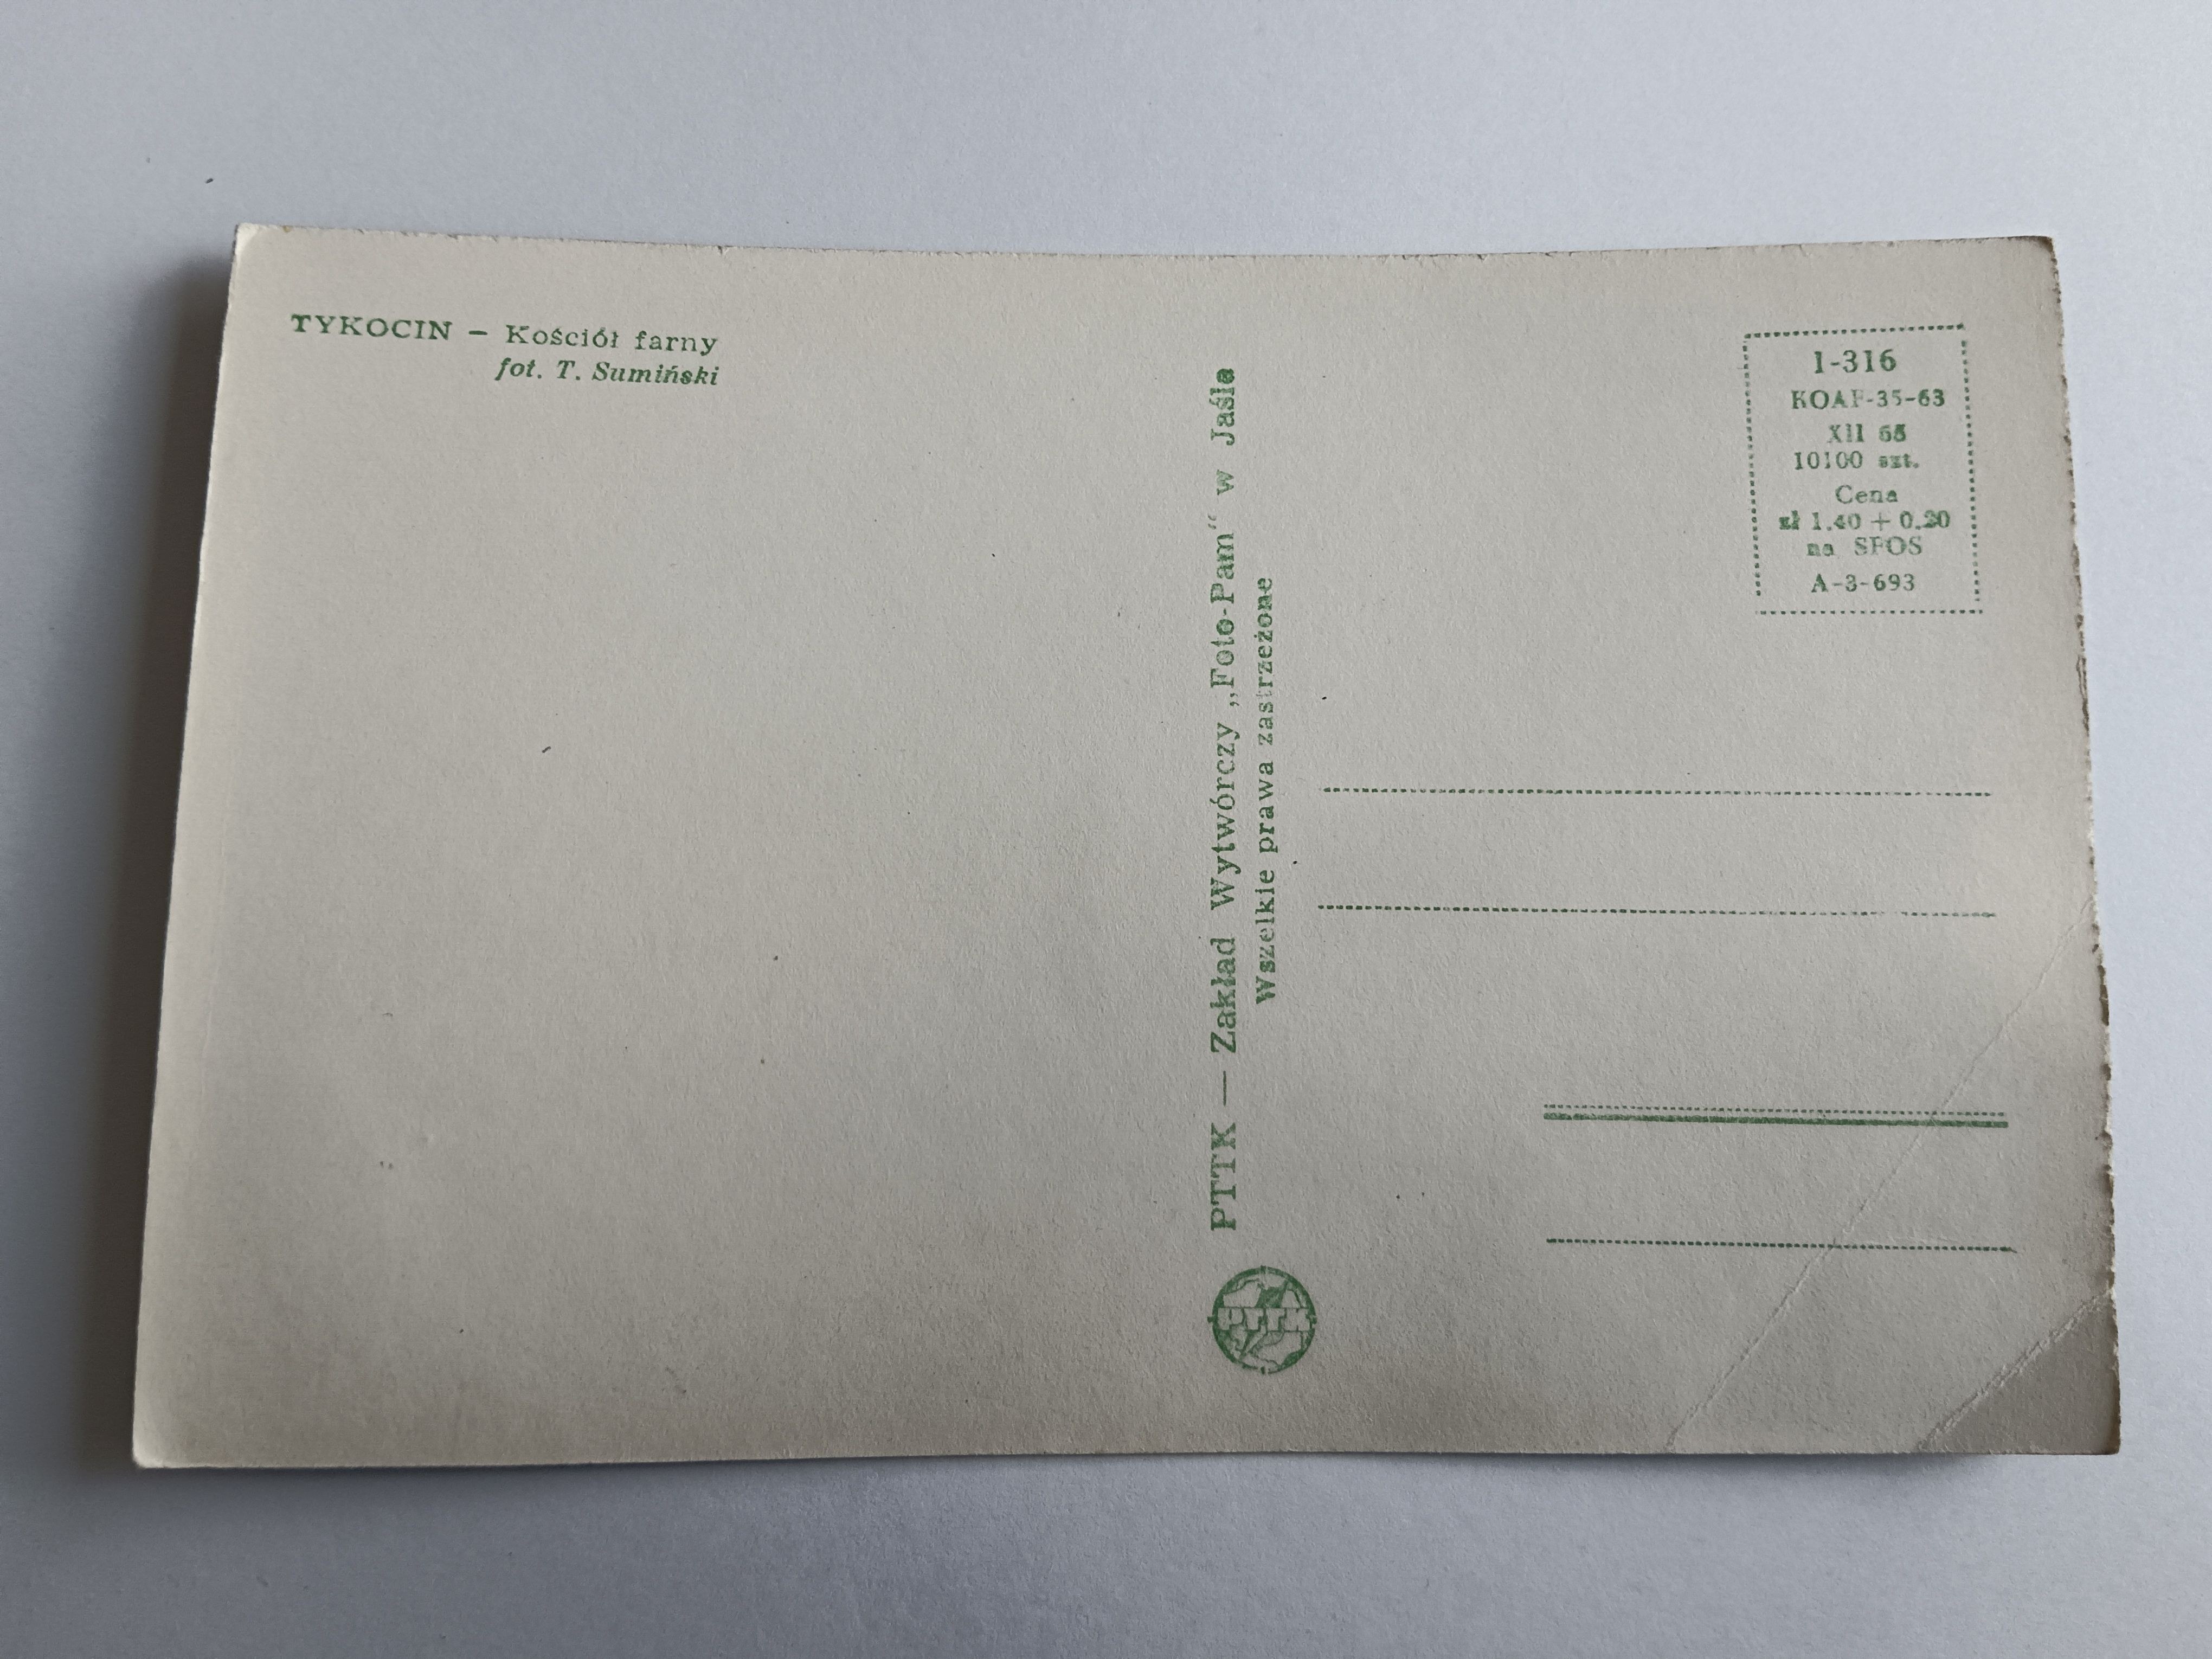 TYKOCIN — Kościół farny
fot. T. Sumiński
PTTK — Zakład Wytwórczy „Foto-Pam" w Jaśle
Wszelkie prawa zastrzeżone
PTTK
I-316
KOAF-35-63
XII 65
10100 szt.
Cena
zł 1.40 + 0.20
na SFOS
A-3-693